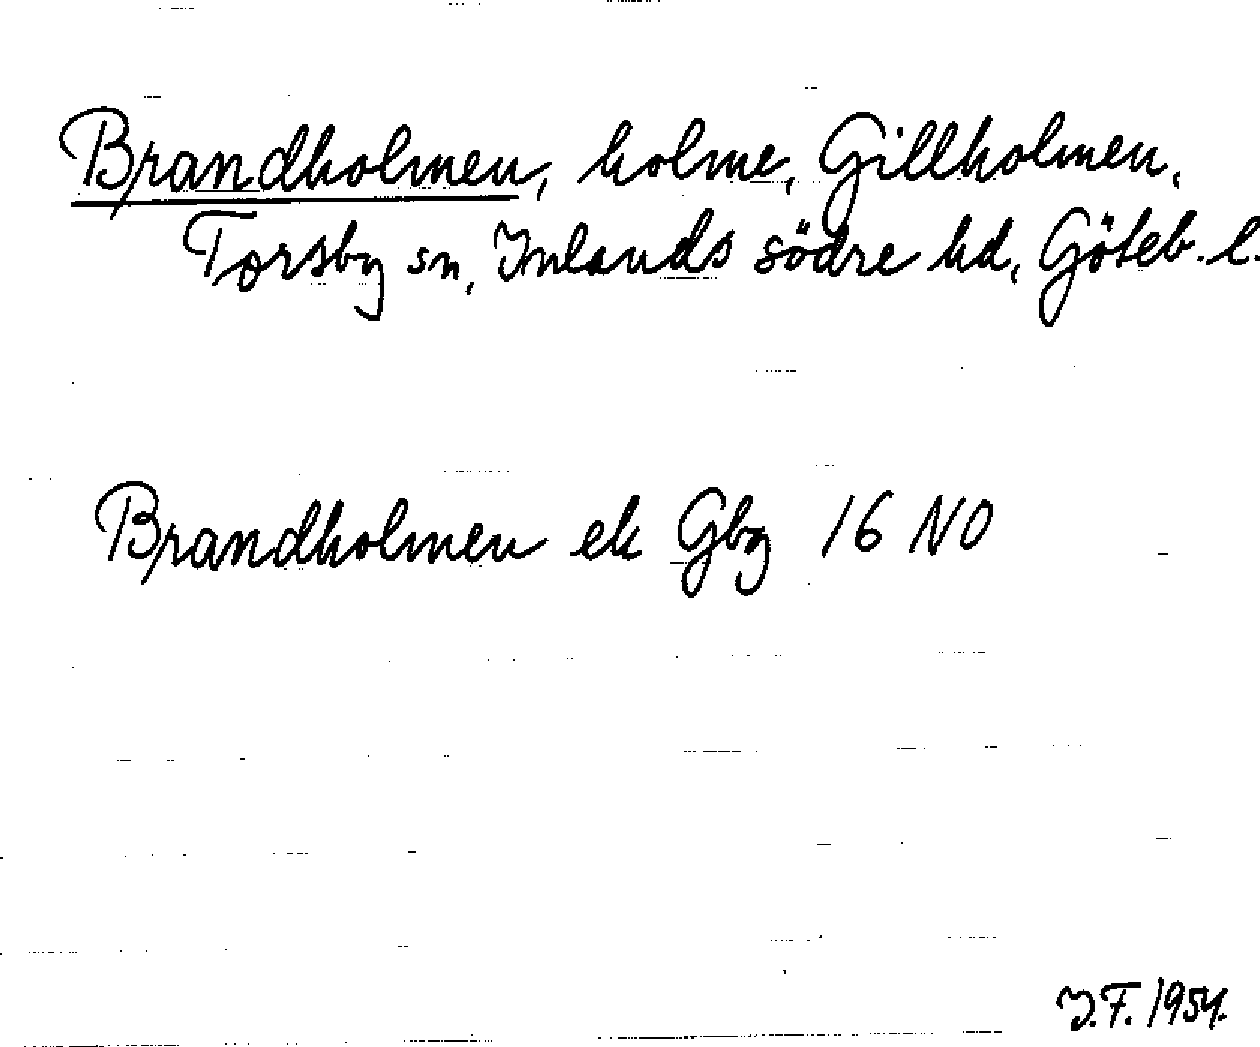 Brandholmen, holme, Gillholmen,
Torsby sn, Inlands södre hd, Göteb. l.
Brandholmen ek Gbg 16 NO
J.F. 1954.